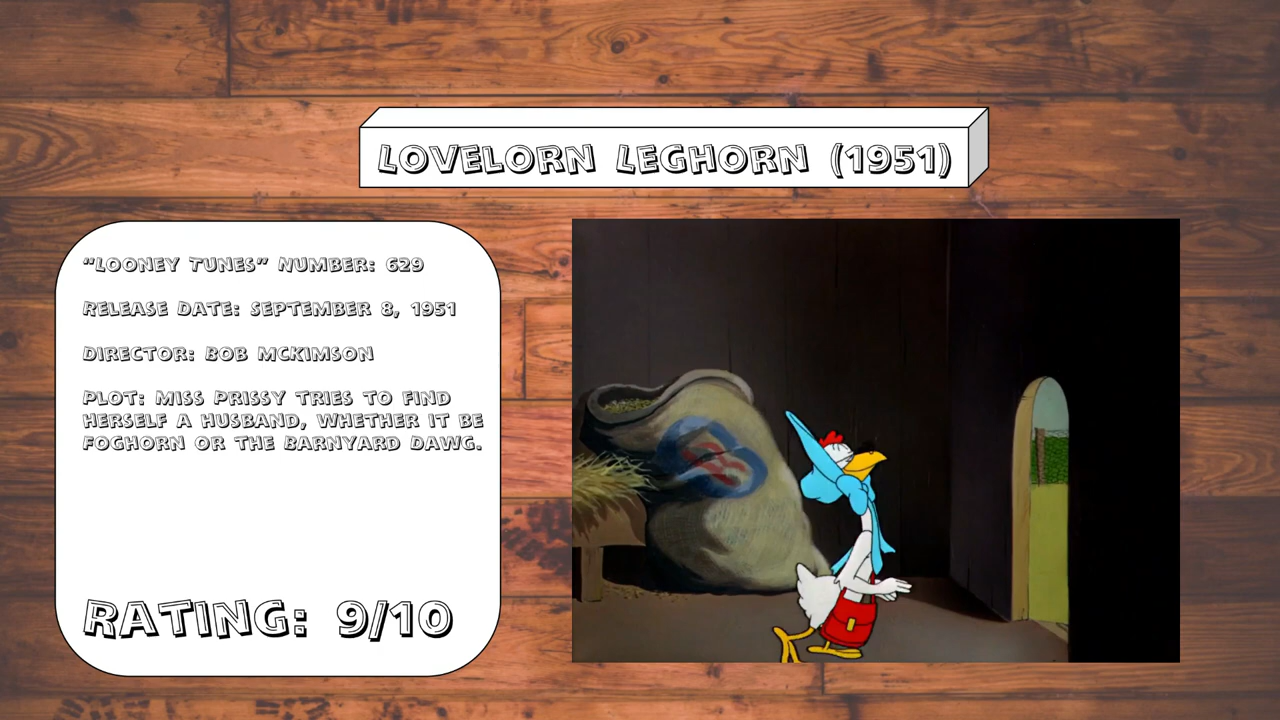 LOVELORN LEGHORN (1951)
"LOONEY TUNES" NUMBER: 629
RELEASE DATE: SEPTEMBER 8, 1951
DIRECTOR: BOB MCKIMSON
PLOT: MISS PRISSY TRIES TO FIND
HERSELF A HUSBAND, WHETHER IT BE
FOGHORN OR THE BARNYARD DAWG.
RATING: 9/10